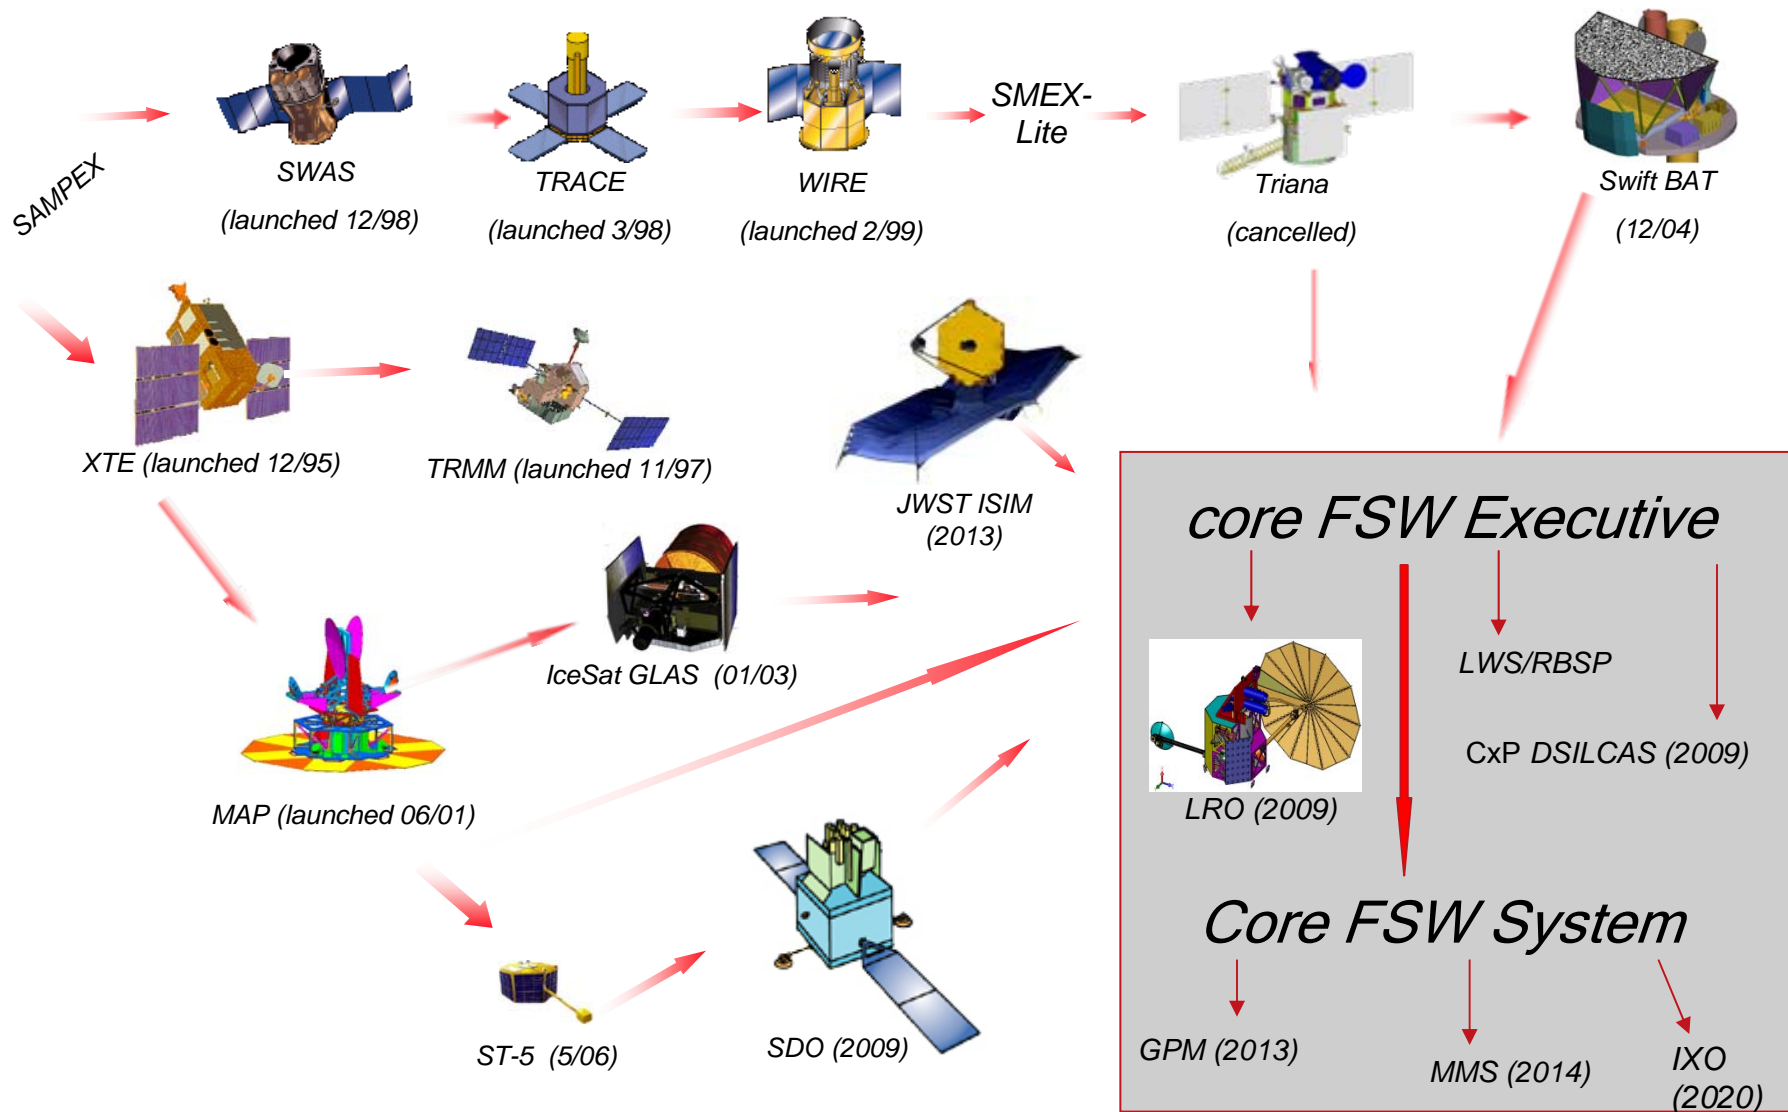 SAMPEX
SWAS
(launched 12/98)
TRACE
(launched 3/98)
WIRE
(launched 2/99)
SMEX-
Lite
Triana
(cancelled)
Swift BAT
(12/04)
XTE (launched 12/95)
TRMM (launched 11/97)
JWST ISIM
(2013)
IceSat GLAS (01/03)
MAP (launched 06/01)
ST-5 (5/06)
SDO (2009)
core FSW Executive
LWS/RBSP
CxP DSILCAS (2009)
LRO (2009)
Core FSW System
GPM (2013)
MMS (2014)
IXO
(2020)